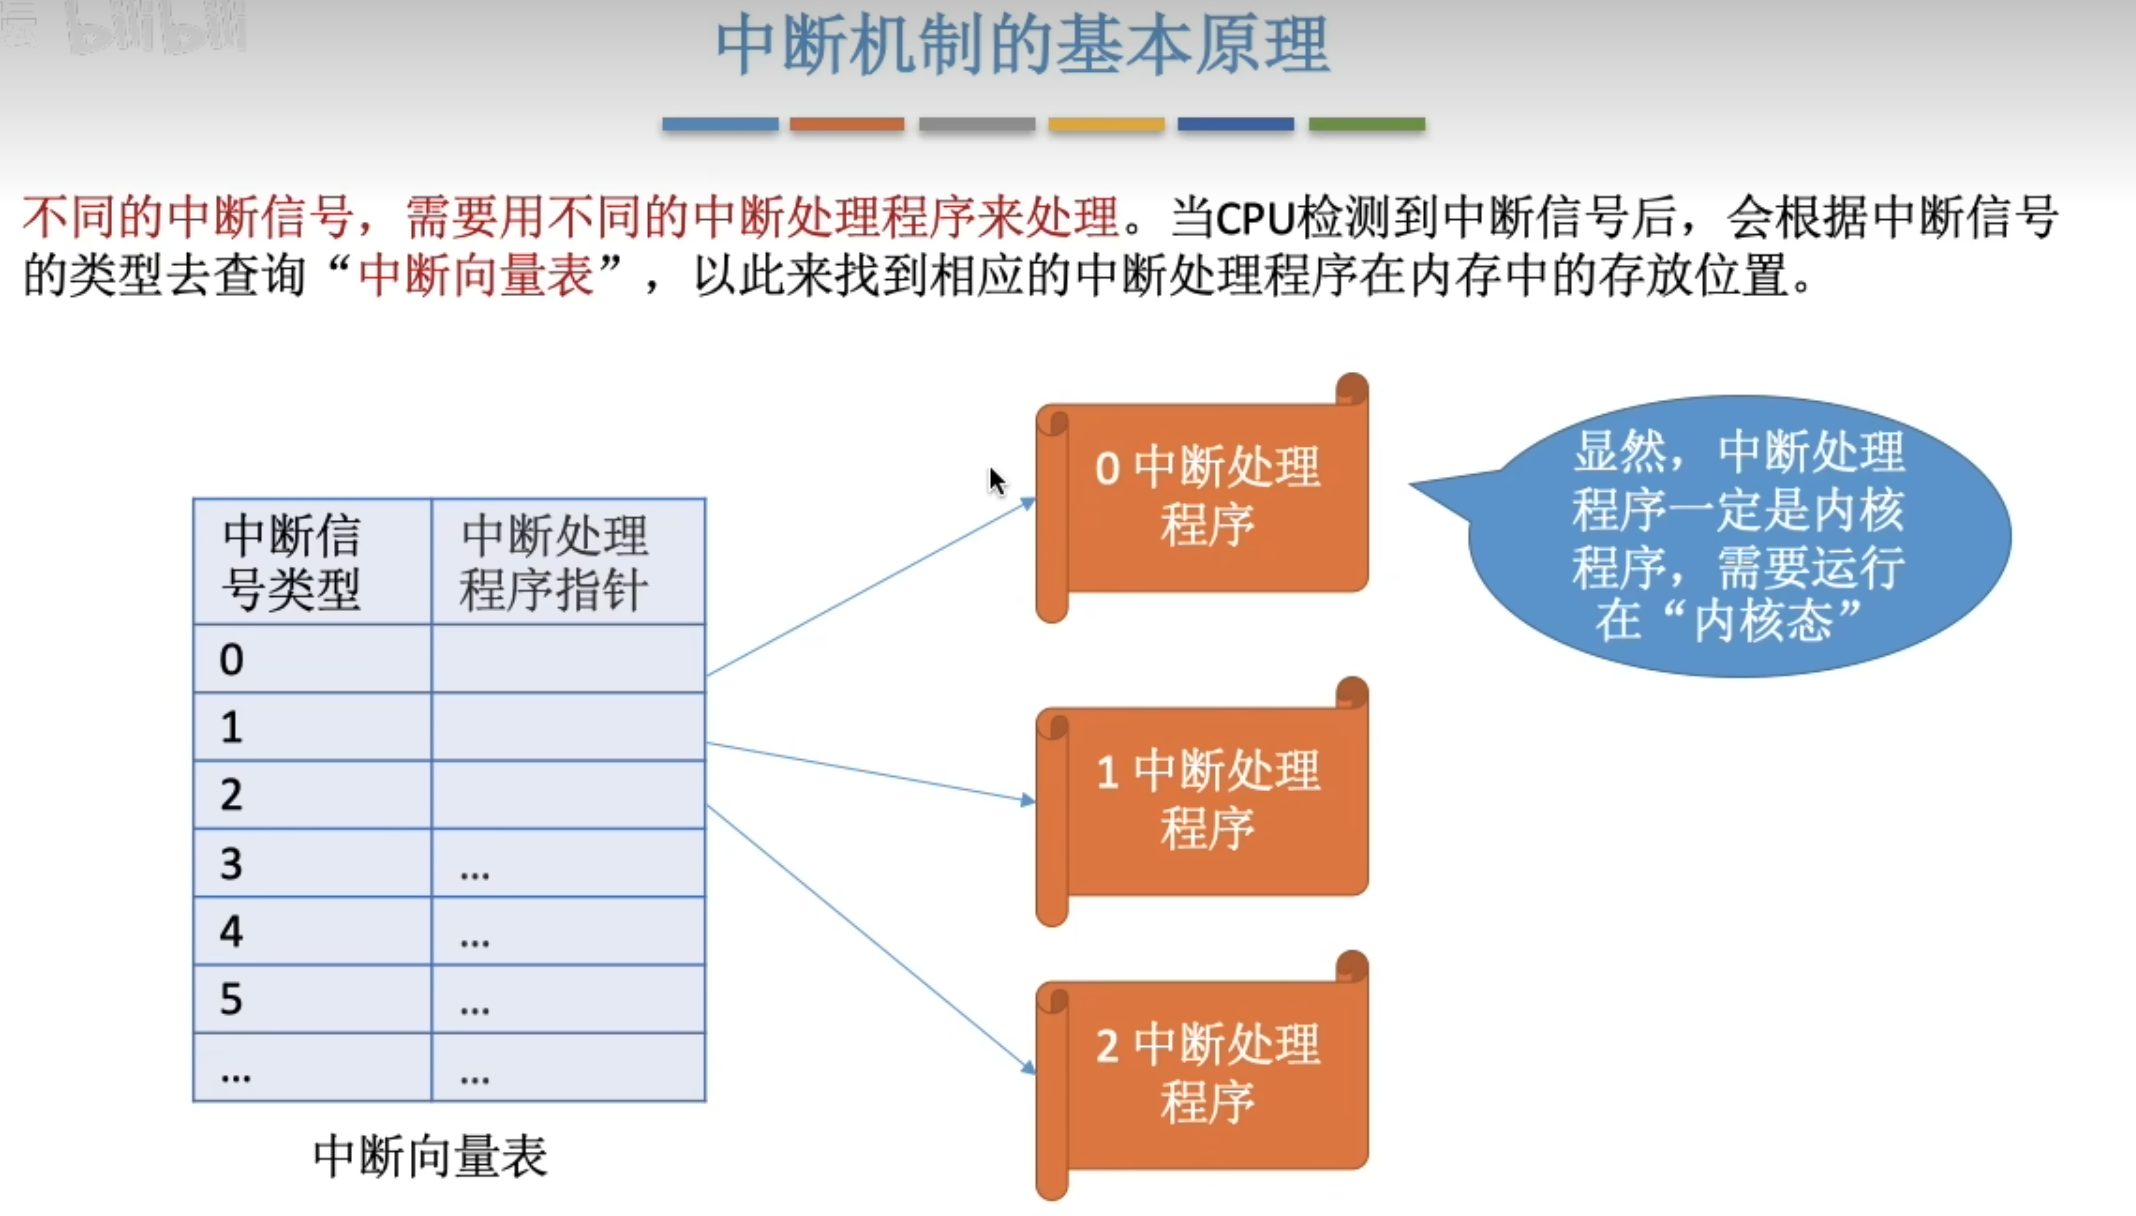 bilibili
中断机制的基本原理
不同的中断信号，需要用不同的中断处理程序来处理。当CPU检测到中断信号后，会根据中断信号
的类型去查询“中断向量表”，以此来找到相应的中断处理程序在内存中的存放位置。
中断信
号类型
中断处理
程序指针
0
1
2
3
...
4
...
5
...
...
...
中断向量表
0 中断处理
程序
1 中断处理
程序
2 中断处理
程序
显然，中断处理
程序一定是内核
程序，需要运行
在“内核态”